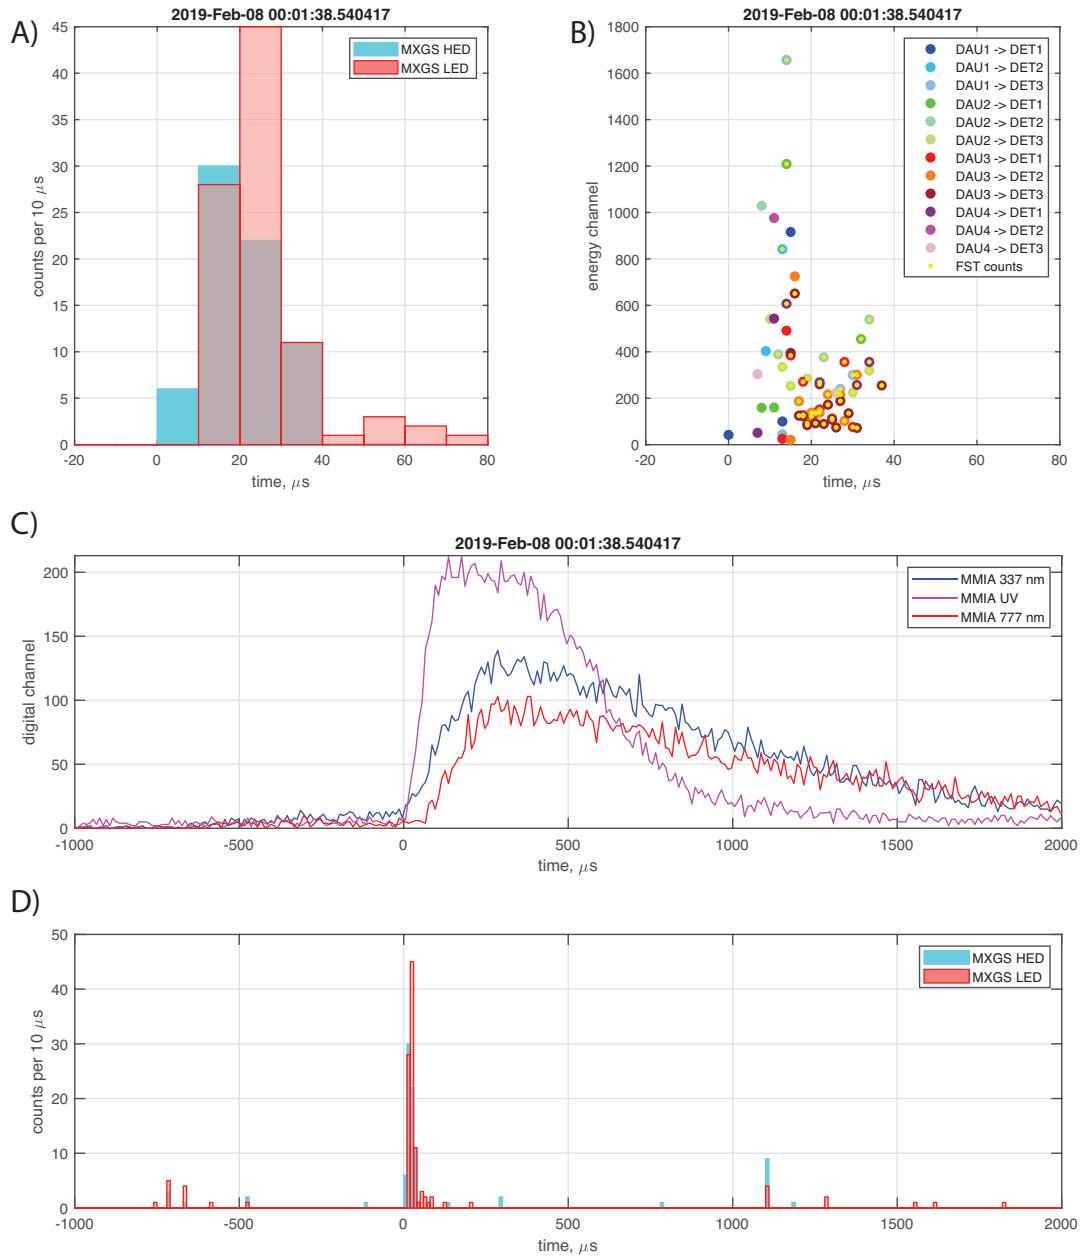 A)
2019-Feb-08 00:01:38.540417
counts per 10 μs
45
40
35
30
25
20
15
10
5
0
-20
0
20
40
60
80
time, μs
MXGS HED
MXGS LED
B)
2019-Feb-08 00:01:38.540417
energy channel
1800
1600
1400
1200
1000
800
600
400
200
0
-20
0
20
40
60
80
time, μs
DAU1 -> DET1
DAU1 -> DET2
DAU1 -> DET3
DAU2 -> DET1
DAU2 -> DET2
DAU2 -> DET3
DAU3 -> DET1
DAU3 -> DET2
DAU3 -> DET3
DAU4 -> DET1
DAU4 -> DET2
DAU4 -> DET3
FST counts
C)
2019-Feb-08 00:01:38.540417
digital channel
200
150
100
50
0
-1000
-500
0
500
1000
1500
2000
time, μs
MMIA 337 nm
MMIA UV
MMIA 777 nm
D)
counts per 10 μs
50
40
30
20
10
0
-1000
-500
0
500
1000
1500
2000
time, μs
MXGS HED
MXGS LED